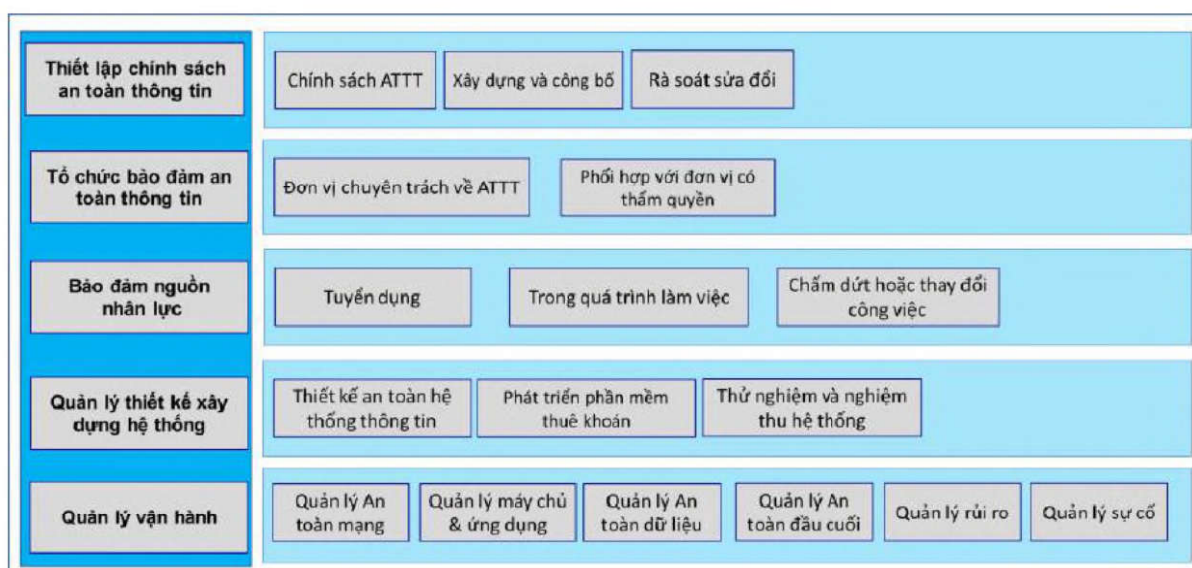 Thiết lập chính sách
an toàn thông tin
Chính sách ATTT
Xây dựng và công bố
Rà soát sửa đổi
Tổ chức bảo đảm an
toàn thông tin
Đơn vị chuyên trách về ATTT
Phối hợp với đơn vị có
thẩm quyền
Bảo đảm nguồn
nhân lực
Tuyển dụng
Trong quá trình làm việc
Chấm dứt hoặc thay đổi
công việc
Quản lý thiết kế xây
dựng hệ thống
Thiết kế an toàn hệ
thống thông tin
Phát triển phần mềm
thuê khoán
Thử nghiệm và nghiệm
thu hệ thống
Quản lý vận hành
Quản lý An
toàn mạng
Quản lý máy chủ
& ứng dụng
Quản lý An
toàn dữ liệu
Quản lý An
toàn đầu cuối
Quản lý rủi ro
Quản lý sự cố